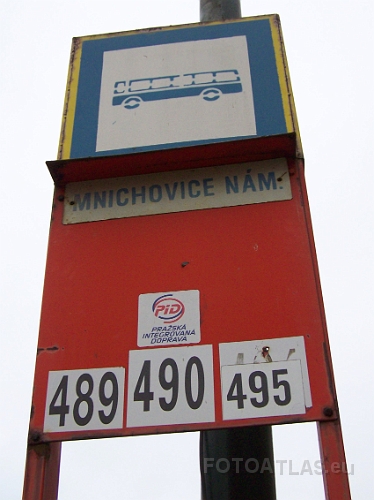 MNICHOVICE NÁM.
PID
PRAŽSKÁ
INTEGROVANÁ
DOPRAVA
489
490
495
FOTOATLAS.eu